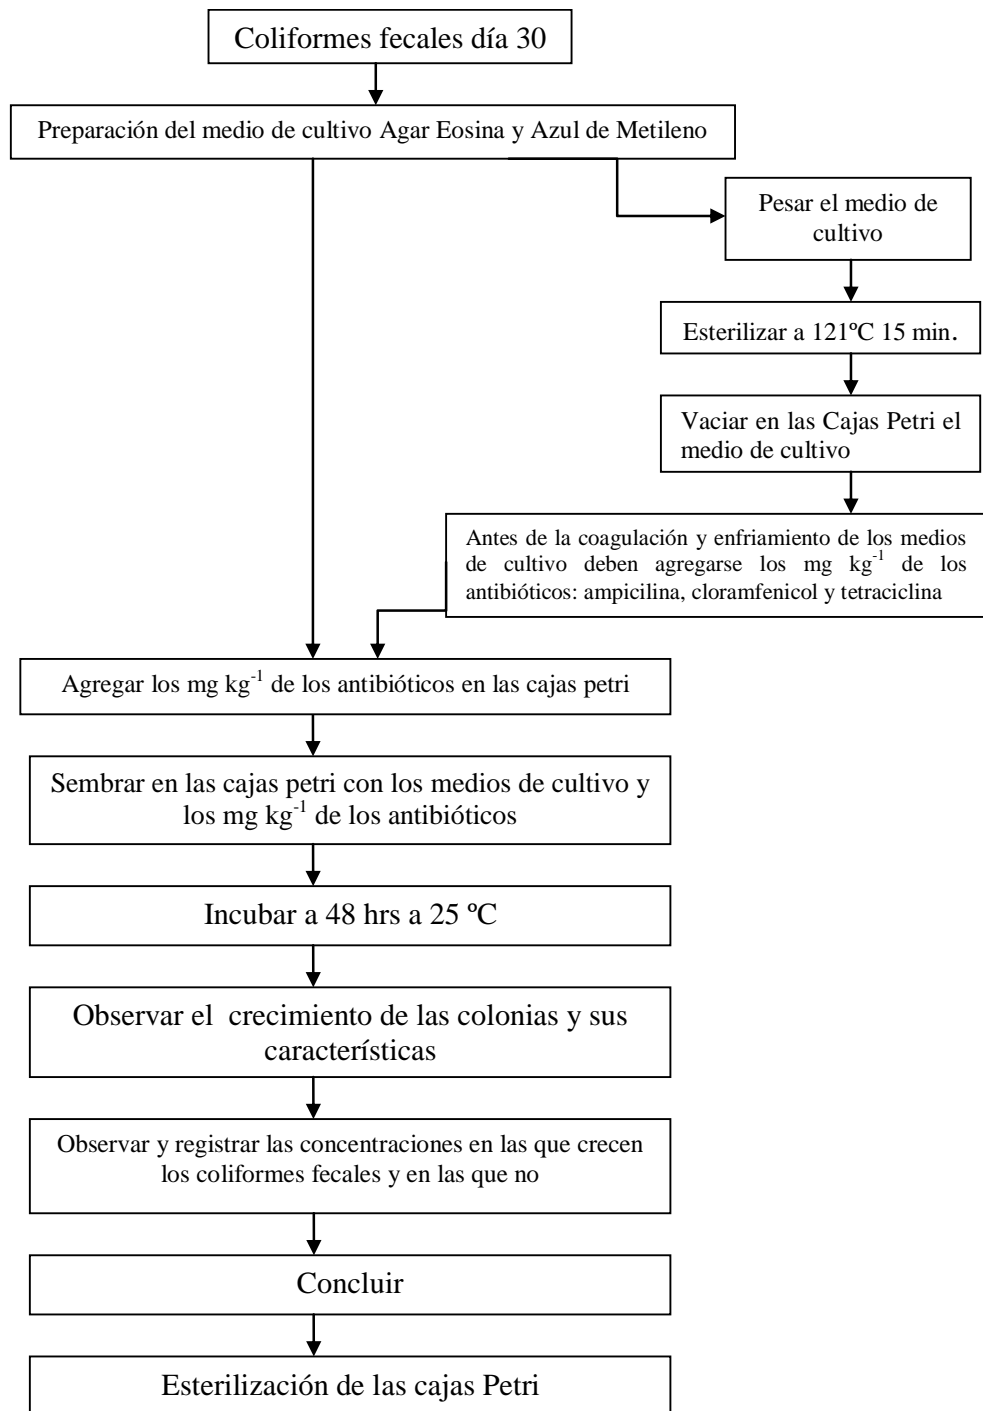 Coliformes fecales día 30
Preparación del medio de cultivo Agar Eosina y Azul de Metileno
Pesar el medio de
cultivo
Esterilizar a 121ºC 15 min.
Vaciar en las Cajas Petri el
medio de cultivo
Antes de la coagulación y enfriamiento de los medios
de cultivo deben agregarse los mg kg⁻¹ de los
antibióticos: ampicilina, cloramfenicol y tetraciclina
Agregar los mg kg⁻¹ de los antibióticos en las cajas petri
Sembrar en las cajas petri con los medios de cultivo y
los mg kg⁻¹ de los antibióticos
Incubar a 48 hrs a 25 ºC
Observar el crecimiento de las colonias y sus
características
Observar y registrar las concentraciones en las que crecen
los coliformes fecales y en las que no
Concluir
Esterilización de las cajas Petri